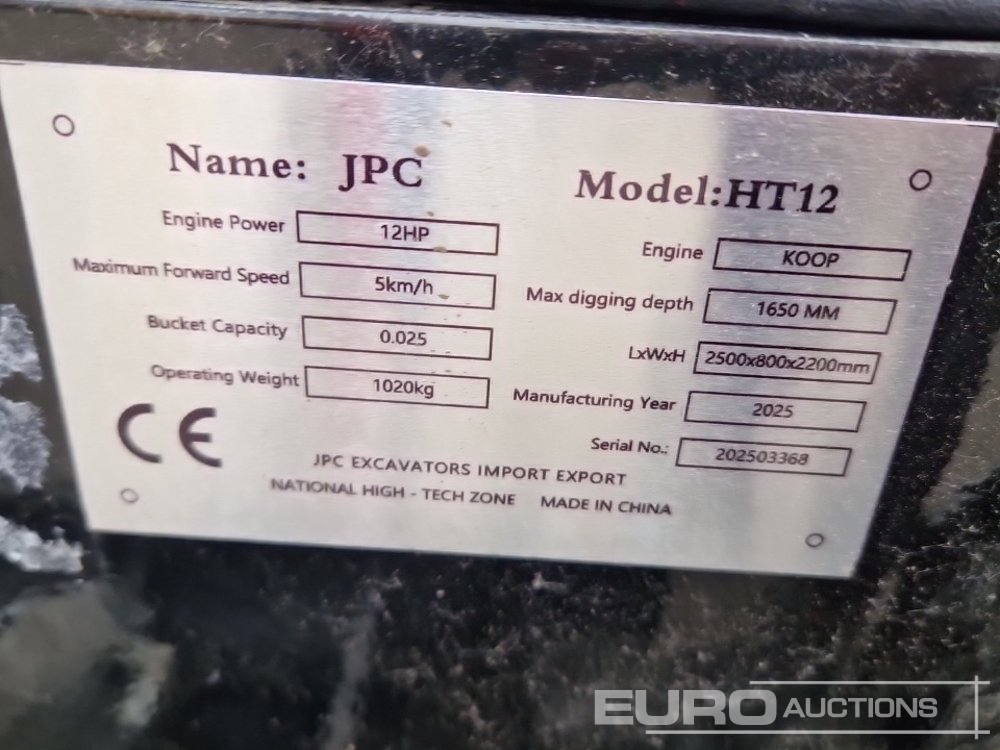 Name: JPC
Model:HT12
Engine Power 12HP
Engine KOOP
Maximum Forward Speed 5km/h
Max digging depth 1650 MM
Bucket Capacity 0.025
LxWxH 2500x800x2200mm
Operating Weight 1020kg
Manufacturing Year 2025
Serial No.: 202503368
CE
JPC EXCAVATORS IMPORT EXPORT
NATIONAL HIGH - TECH ZONE MADE IN CHINA
EURO AUCTIONS